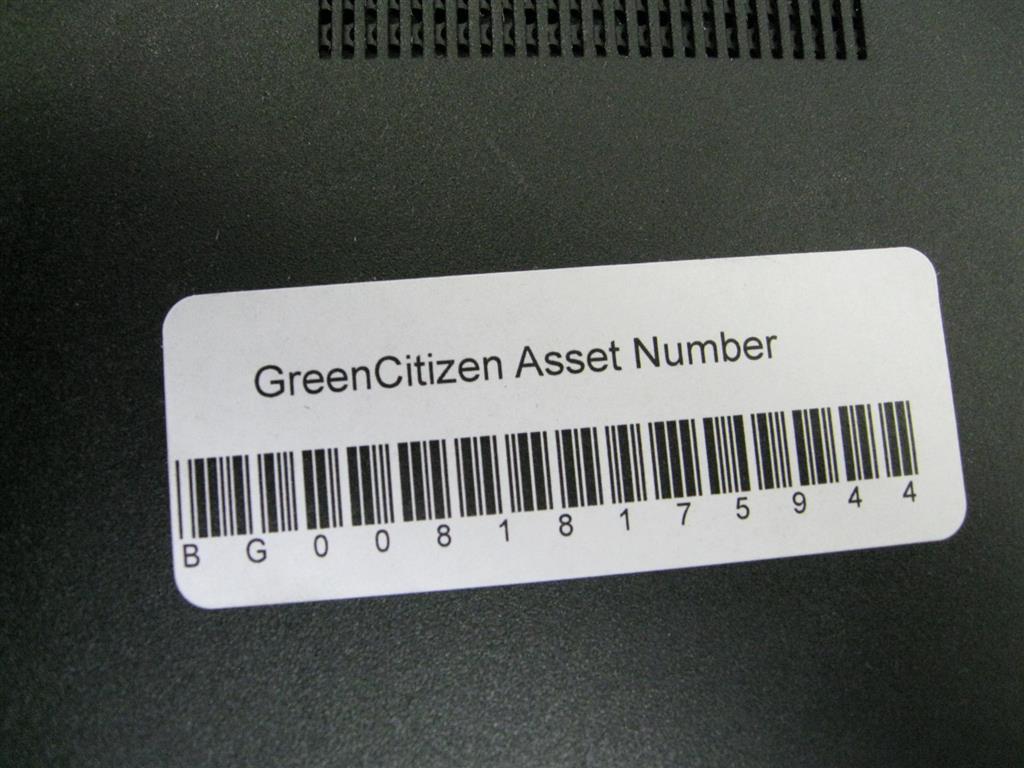 GreenCitizen Asset Number
B G 0 0 8 1 8 1 7 5 9 4 4